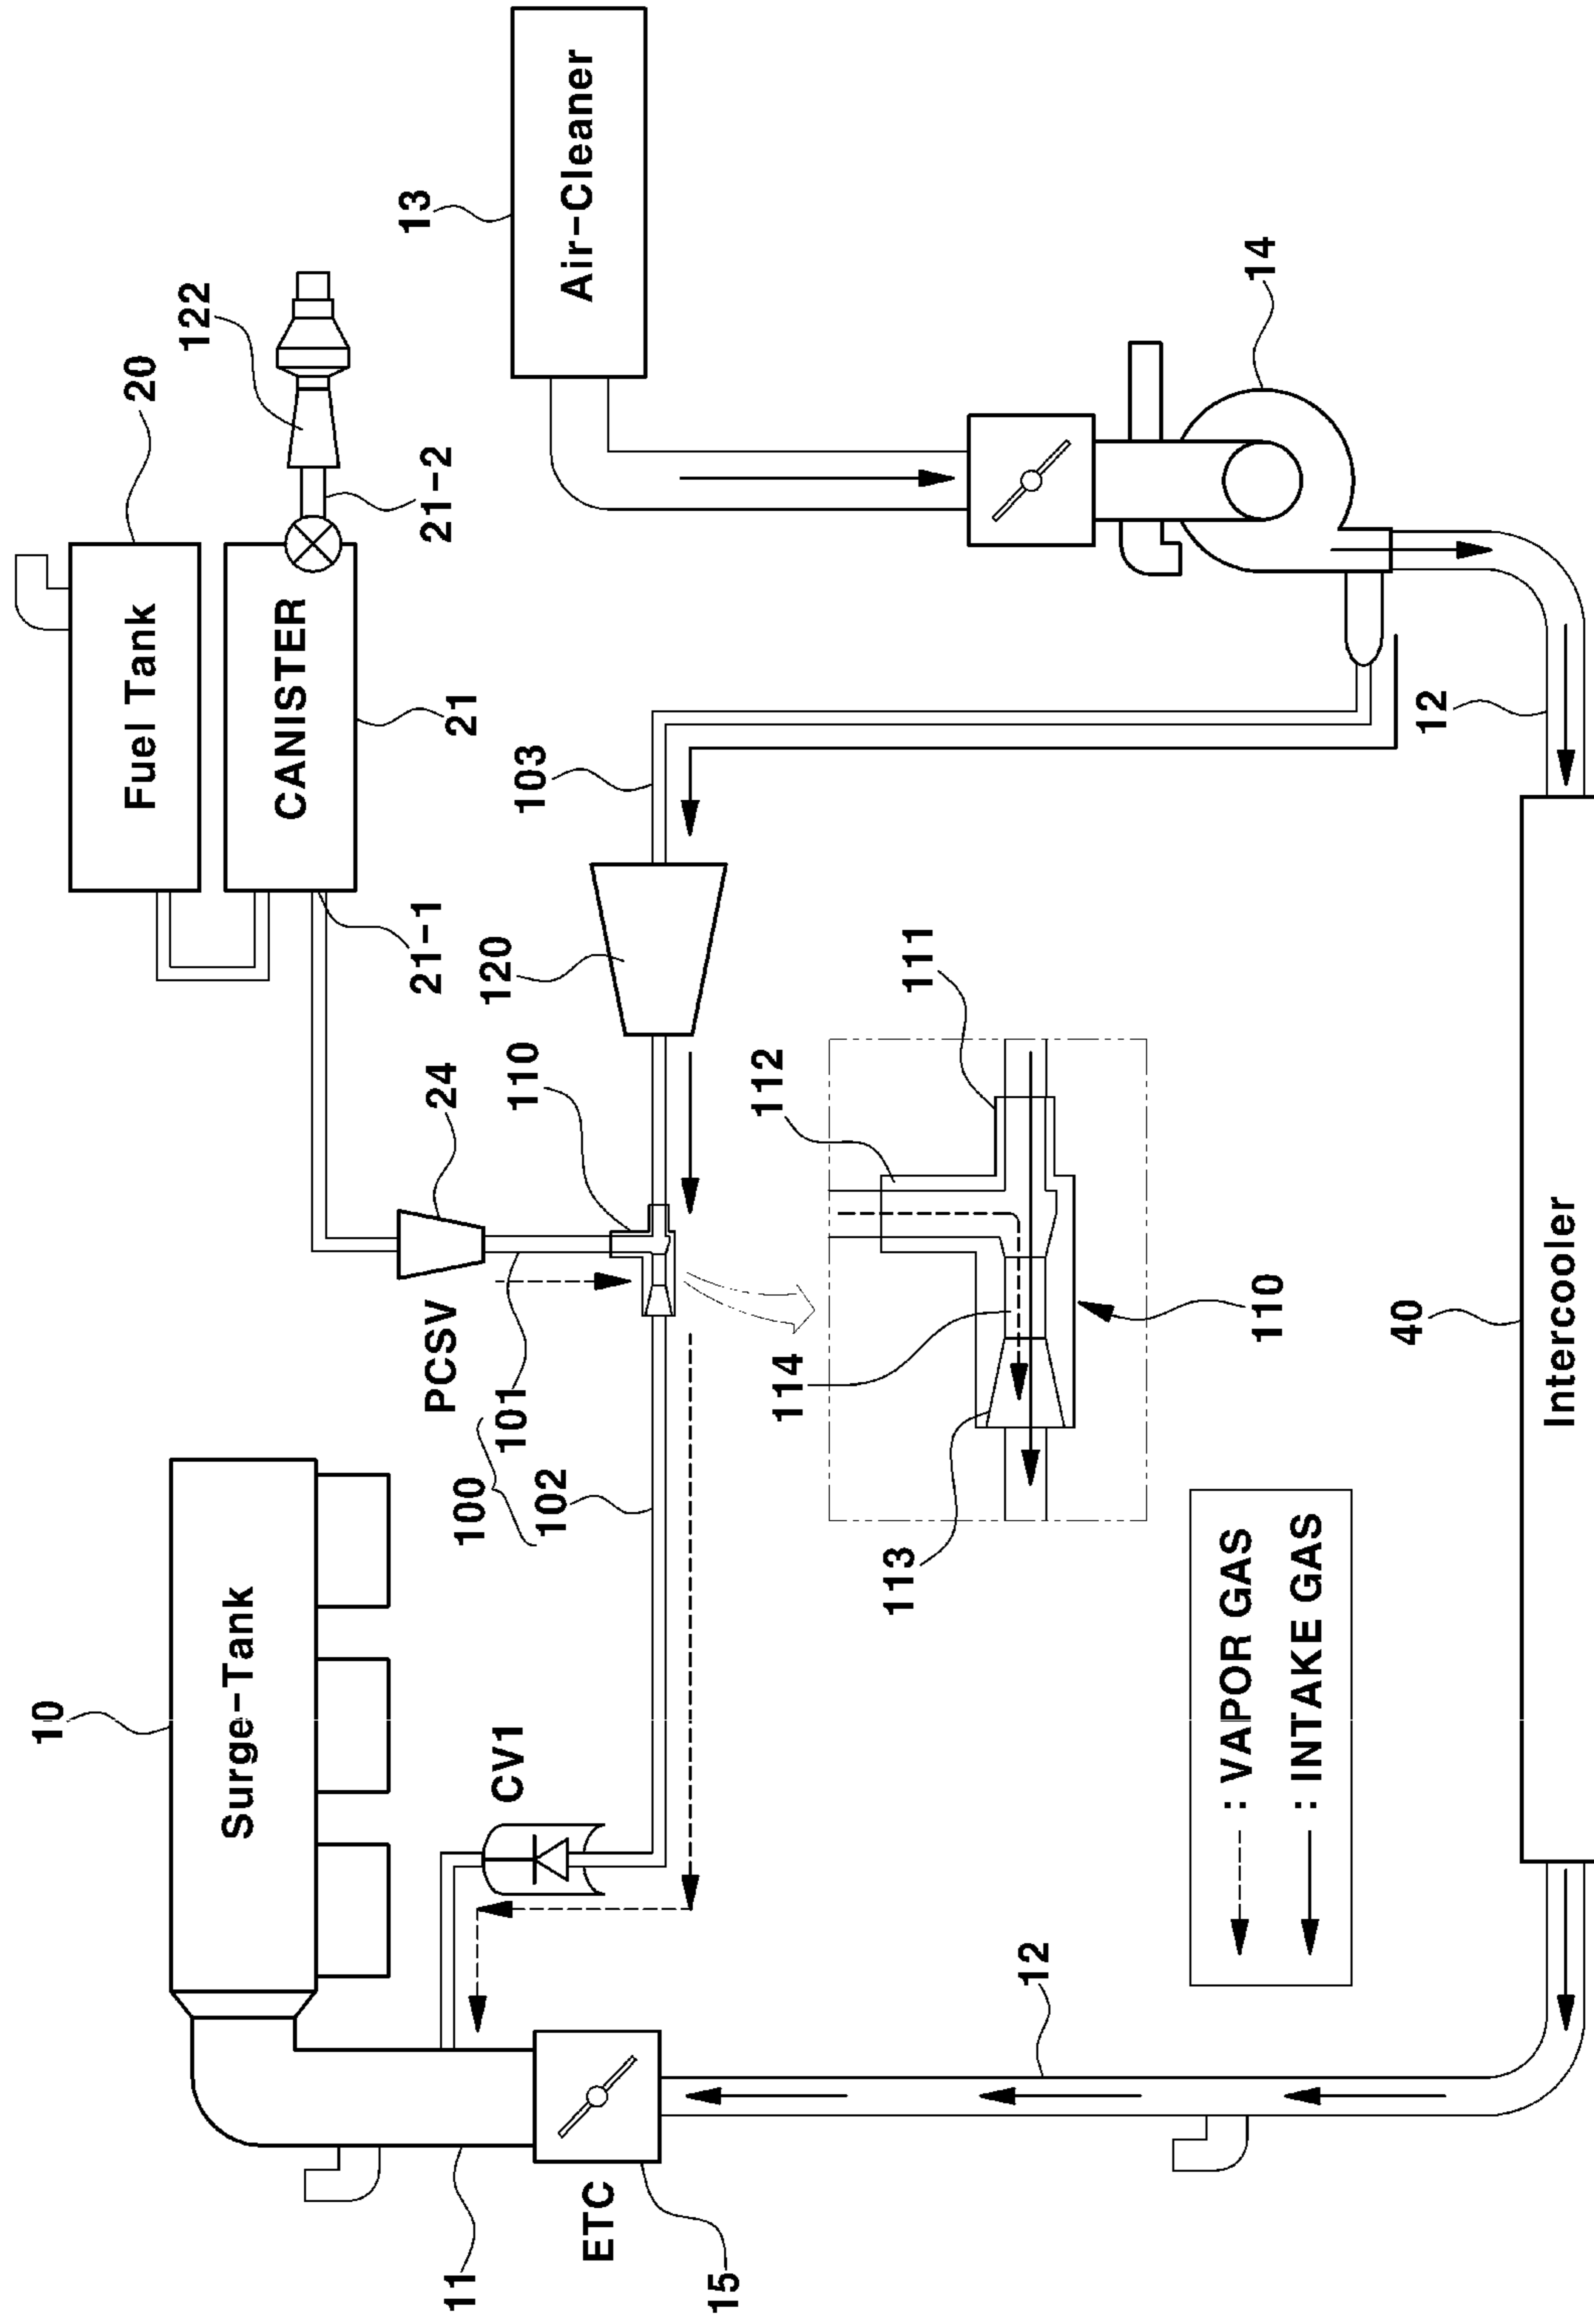 10
20
Fuel Tank
122
Surge-Tank
CANISTER
13
21-1
21-2
PCSV
24
11
21
100
120
CV1
101
110
103
102
Air-Cleaner
ETC
15
112
114
113
111
12
: VAPOR GAS
14
110
: INTAKE GAS
40
12
Intercooler